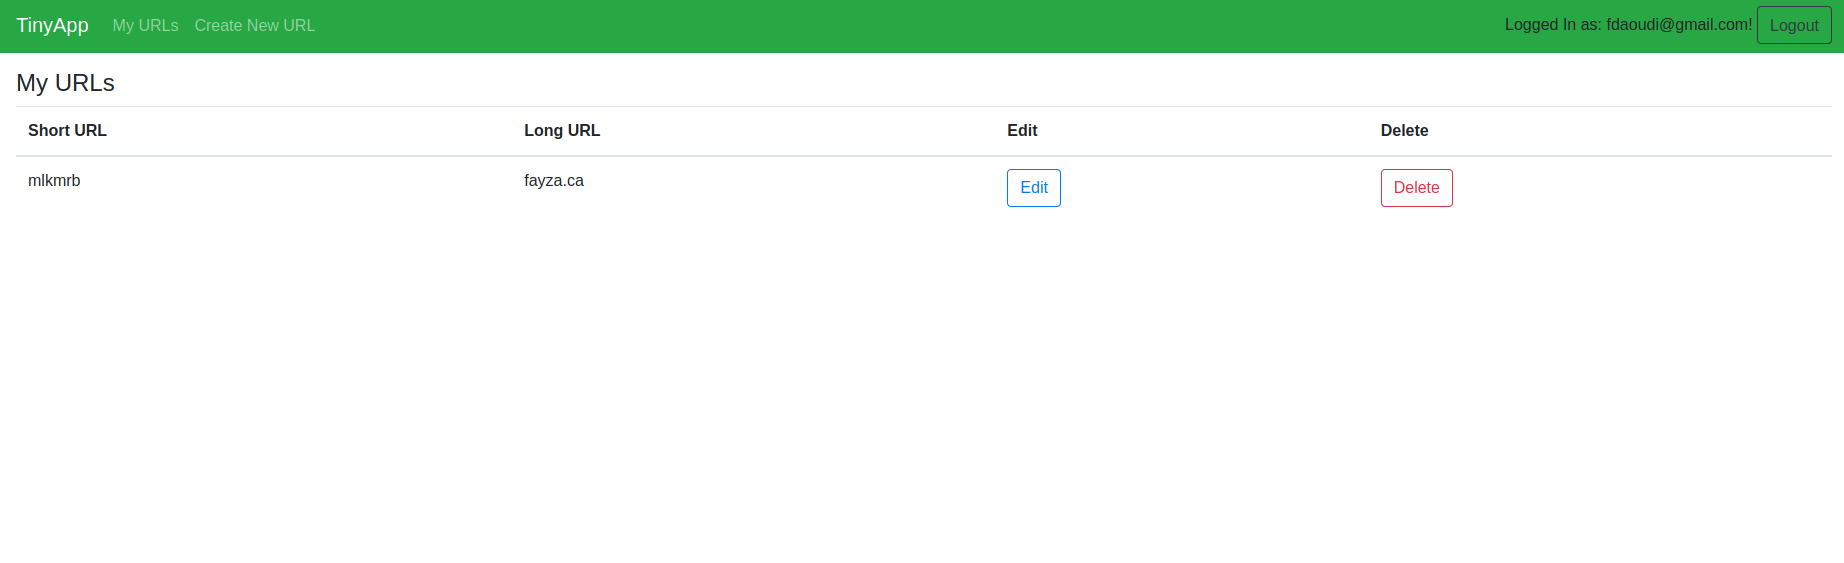 TinyApp My URLs Create New URL Logged In as: fdaoudi@gmail.com! Logout
My URLs
Short URL Long URL Edit Delete
mlkmrb fayza.ca Edit Delete